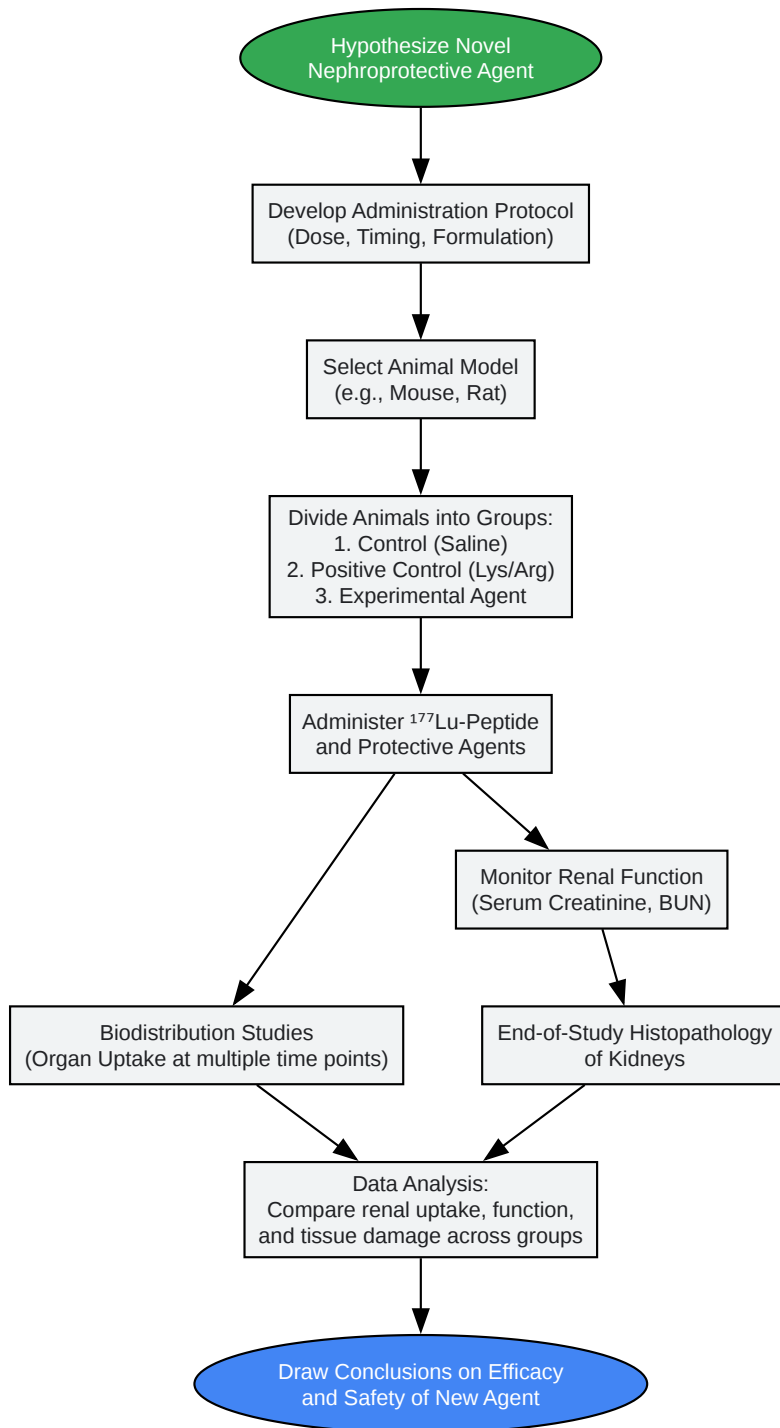 Hypothesize Novel
Nephroprotective Agent
Develop Administration Protocol
(Dose, Timing, Formulation)
Select Animal Model
(e.g., Mouse, Rat)
Divide Animals into Groups:
1. Control (Saline)
2. Positive Control (Lys/Arg)
3. Experimental Agent
Administer ¹⁷⁷Lu-Peptide
and Protective Agents
Monitor Renal Function
(Serum Creatinine, BUN)
Biodistribution Studies
(Organ Uptake at multiple time points)
End-of-Study Histopathology
of Kidneys
Data Analysis:
Compare renal uptake, function,
and tissue damage across groups
Draw Conclusions on Efficacy
and Safety of New Agent